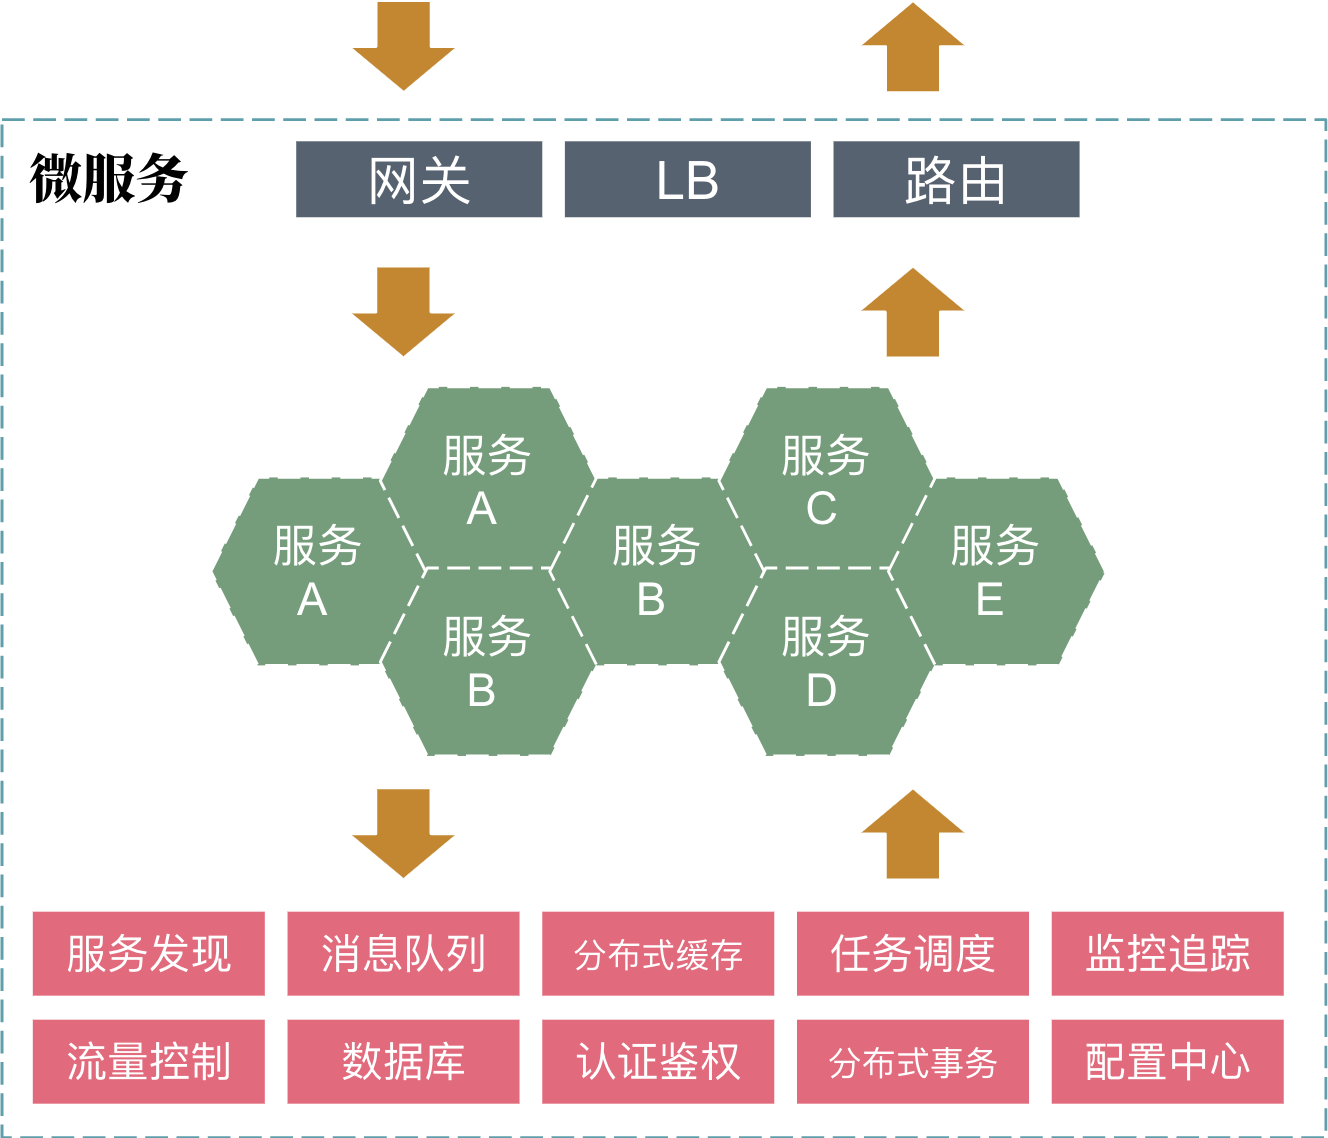 微服务
网关
LB
路由
服务
A
服务
C
服务
A
服务
B
服务
E
服务
B
服务
D
服务发现
消息队列
分布式缓存
任务调度
监控追踪
流量控制
数据库
认证鉴权
分布式事务
配置中心